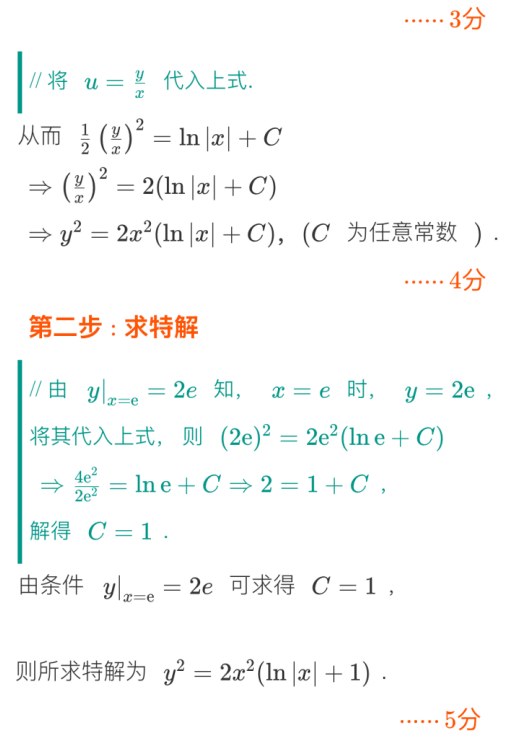 ······3分
// 将 u = y/x 代入上式.
从而 1/2 (y/x)² = ln|x| + C
⇒ (y/x)² = 2(ln|x| + C)
⇒ y² = 2x²(ln|x| + C), (C 为任意常数 ) .
······4分
第二步 : 求特解
// 由 y|ₓ₌ₑ = 2e 知, x = e 时, y = 2e ,
将其代入上式, 则 (2e)² = 2e²(ln e + C)
⇒ 4e²/2e² = ln e + C ⇒ 2 = 1 + C ,
解得 C = 1 .
由条件 y|ₓ₌ₑ = 2e 可求得 C = 1 ,
则所求特解为 y² = 2x²(ln|x| + 1) .
······5分